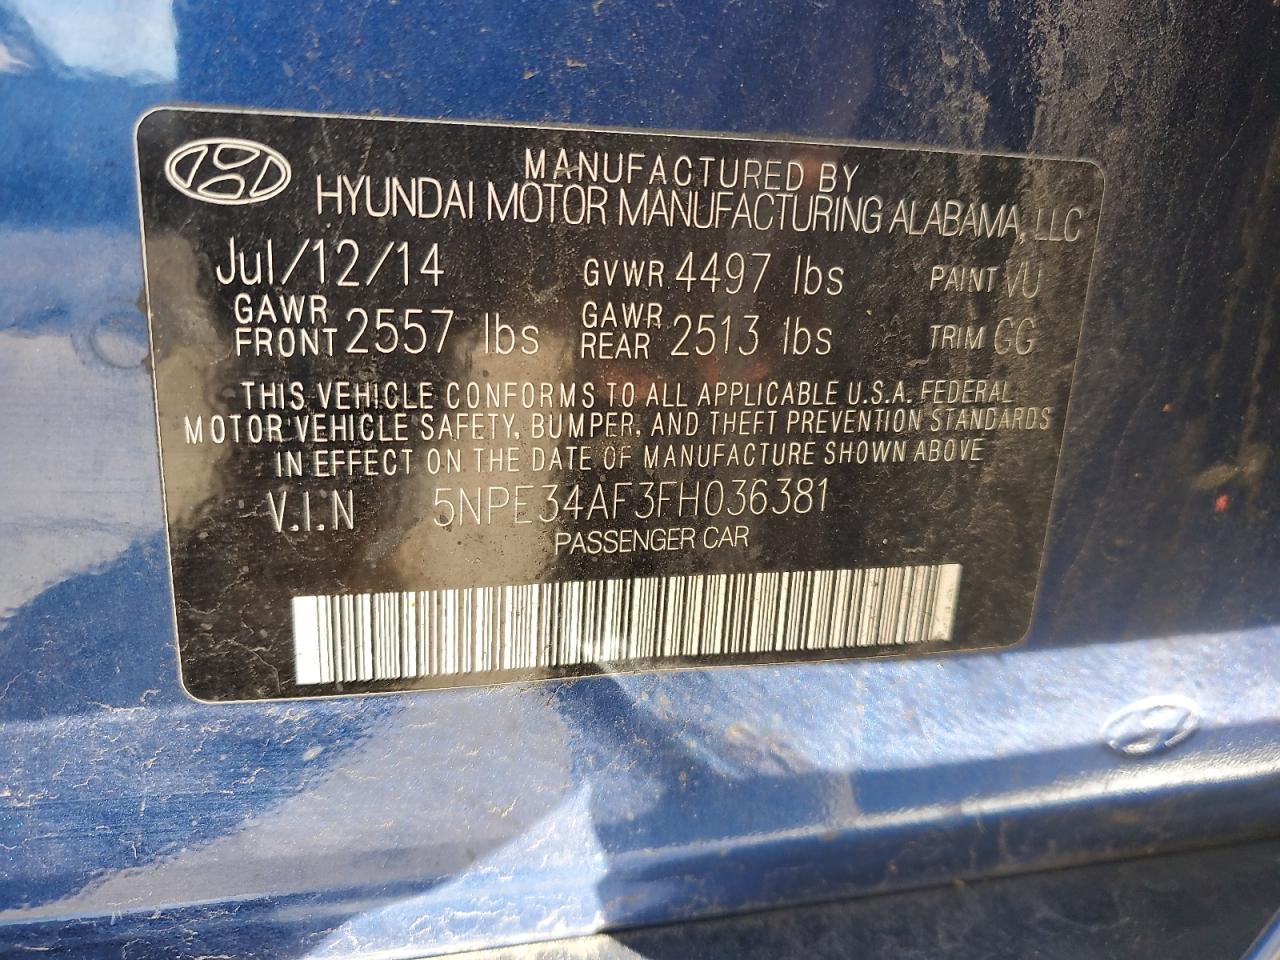 MANUFACTURED BY
HYUNDAI MOTOR MANUFACTURING ALABAMA, LLC
Jul/12/14 GVWR 4497 lbs PAINT VU
GAWR FRONT 2557 lbs GAWR REAR 2513 lbs TRIM GG
THIS VEHICLE CONFORMS TO ALL APPLICABLE U.S.A. FEDERAL
MOTOR VEHICLE SAFETY, BUMPER, AND THEFT PREVENTION STANDARDS
IN EFFECT ON THE DATE OF MANUFACTURE SHOWN ABOVE
V.I.N 5NPE34AF3FH036381
PASSENGER CAR